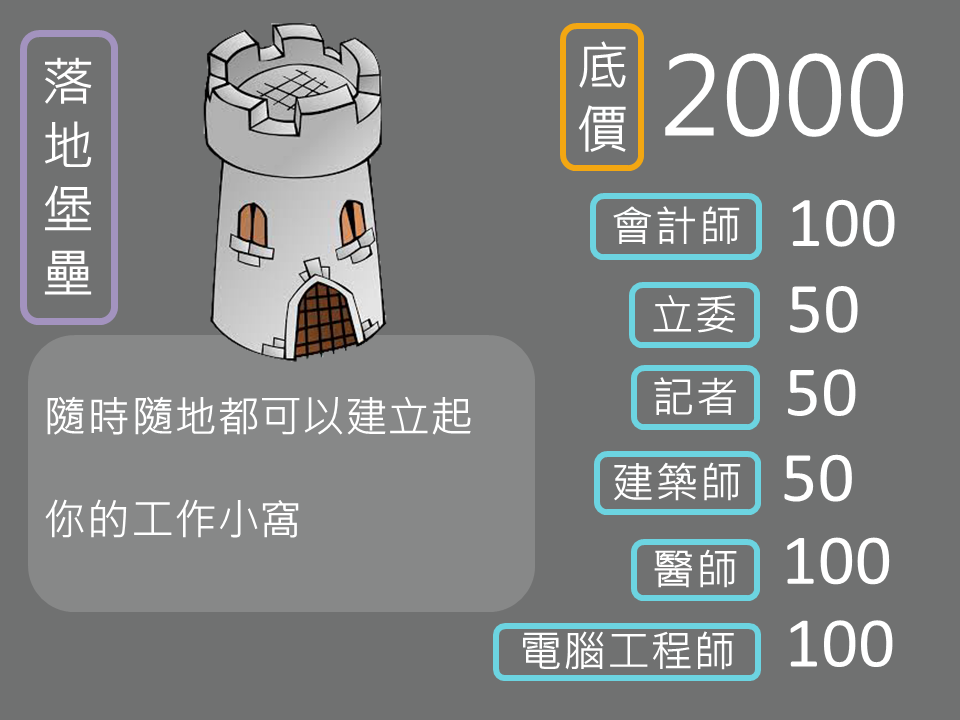 落地堡壘
底價 2000
會計師 100
立委 50
記者 50
建築師 50
醫師 100
電腦工程師 100
隨時隨地都可以建立起
你的工作小窩